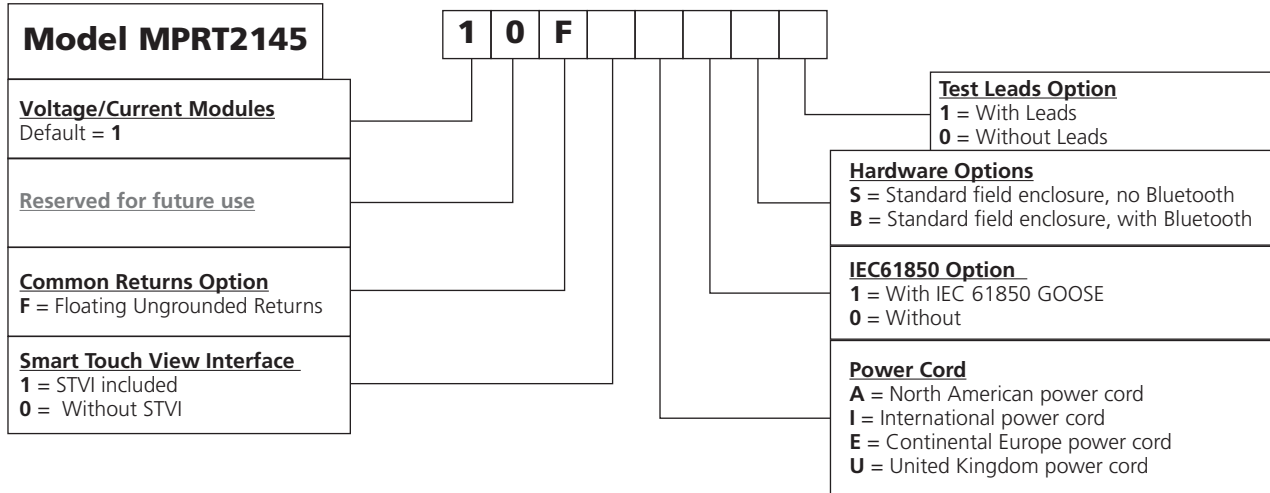 Model MPRT2145
1 0 F
Voltage/Current Modules
Default = 1
Reserved for future use
Common Returns Option
F = Floating Ungrounded Returns
Smart Touch View Interface
1 = STVI included
0 = Without STVI
Test Leads Option
1 = With Leads
0 = Without Leads
Hardware Options
S = Standard field enclosure, no Bluetooth
B = Standard field enclosure, with Bluetooth
IEC61850 Option
1 = With IEC 61850 GOOSE
0 = Without
Power Cord
A = North American power cord
I = International power cord
E = Continental Europe power cord
U = United Kingdom power cord